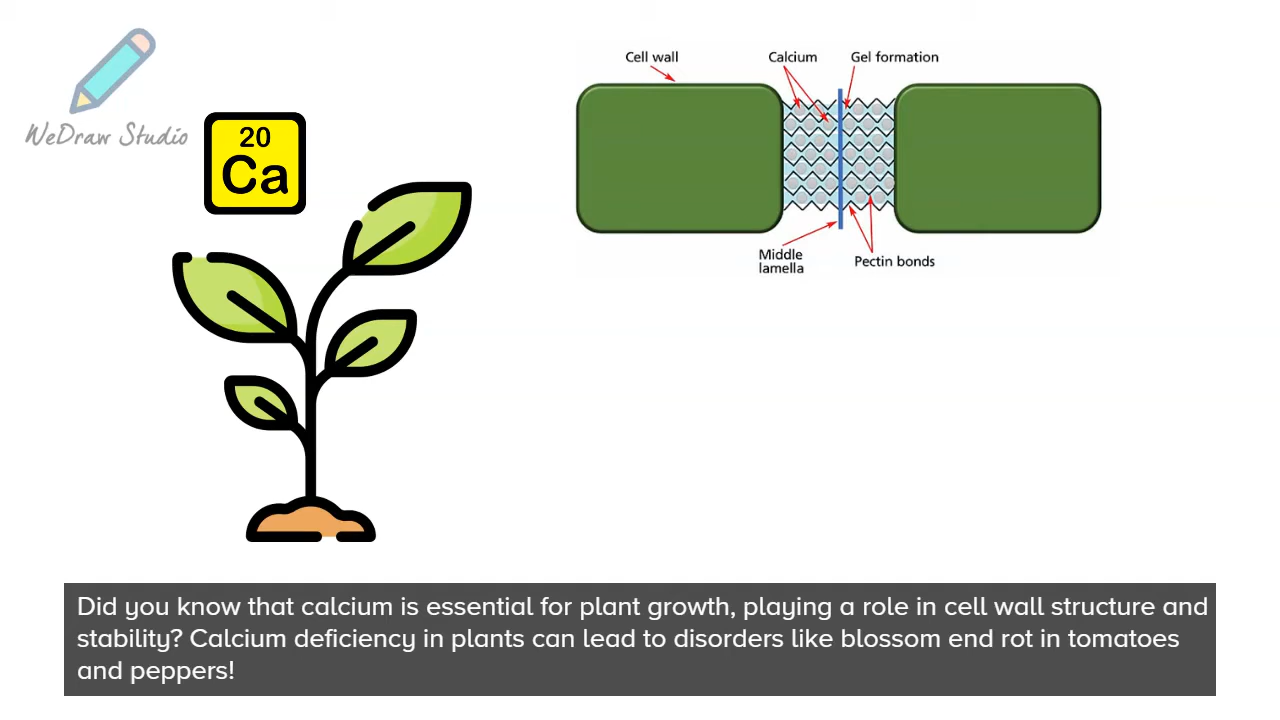 WeDraw Studio
20
Ca
Cell wall
Calcium
Gel formation
Middle
lamella
Pectin bonds
Did you know that calcium is essential for plant growth, playing a role in cell wall structure and
stability? Calcium deficiency in plants can lead to disorders like blossom end rot in tomatoes
and peppers!